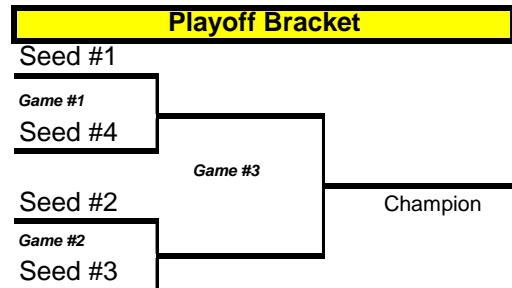 Playoff Bracket
Seed #1
Game #1
Seed #4
Game #3
Seed #2
Champion
Game #2
Seed #3